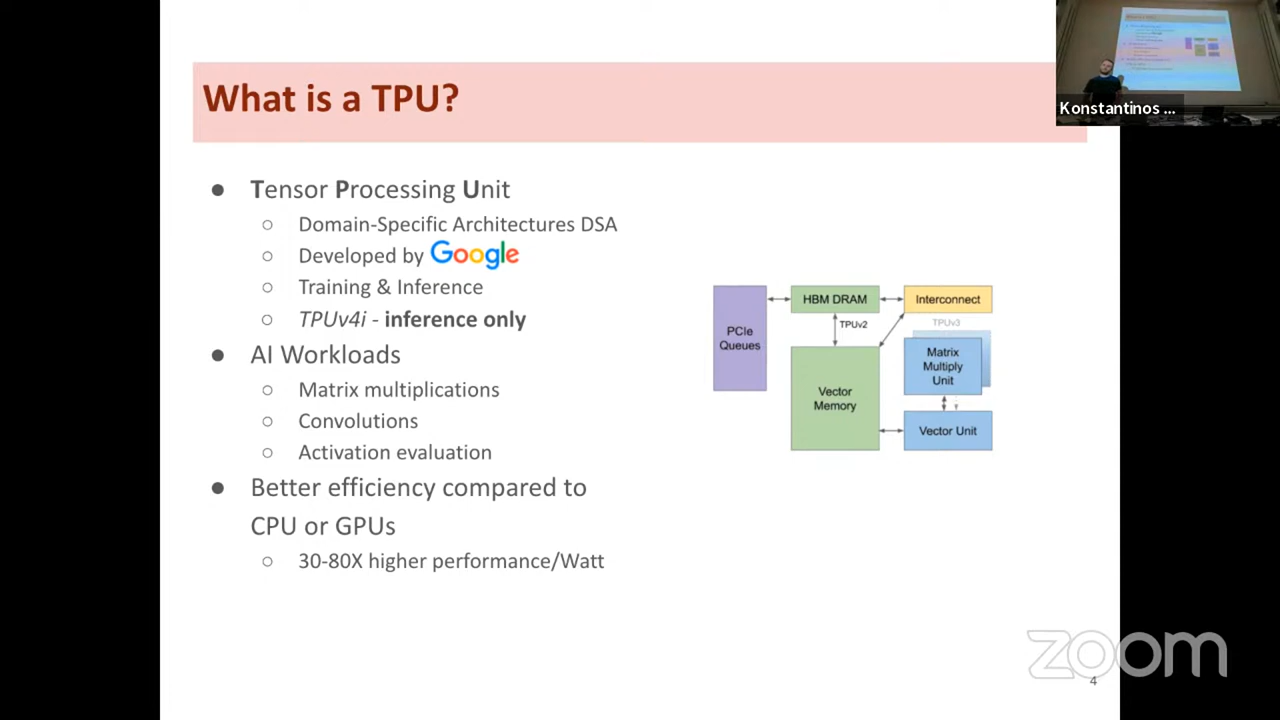 What is a TPU?
Konstantinos ...
● Tensor Processing Unit
○ Domain-Specific Architectures DSA
○ Developed by Google
○ Training & Inference
○ TPUv4i - inference only
● AI Workloads
○ Matrix multiplications
○ Convolutions
○ Activation evaluation
● Better efficiency compared to
CPU or GPUs
○ 30-80X higher performance/Watt
PCIe
Queues
HBM DRAM
Interconnect
TPUv2
TPUv3
Vector
Memory
Matrix
Multiply
Unit
Vector Unit
zoom
4